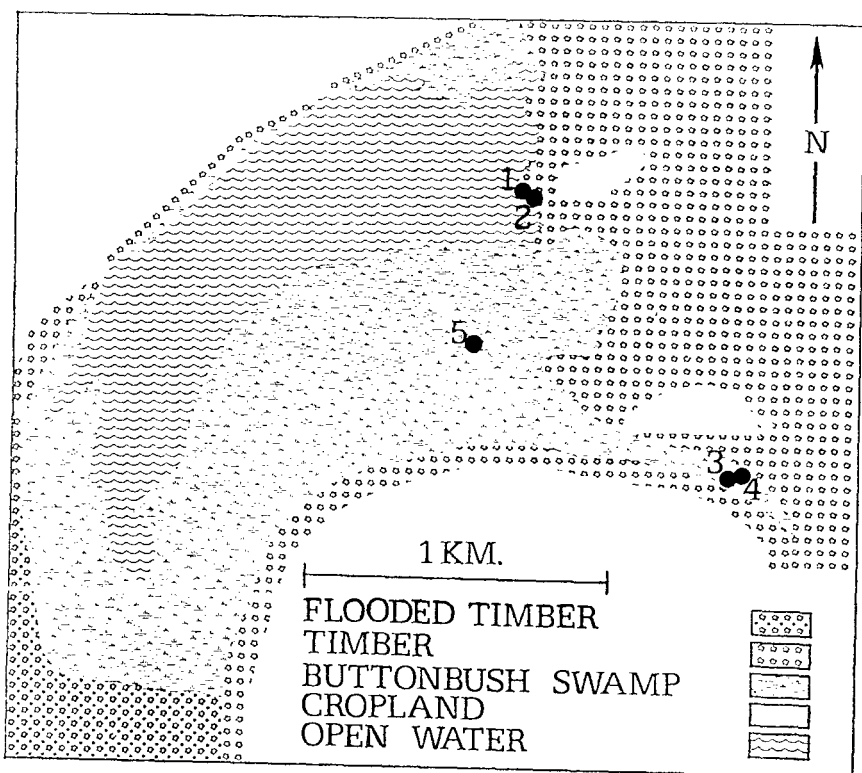 N
1
2
5
3
4
1 KM.
FLOODED TIMBER
TIMBER
BUTTONBUSH SWAMP
CROPLAND
OPEN WATER